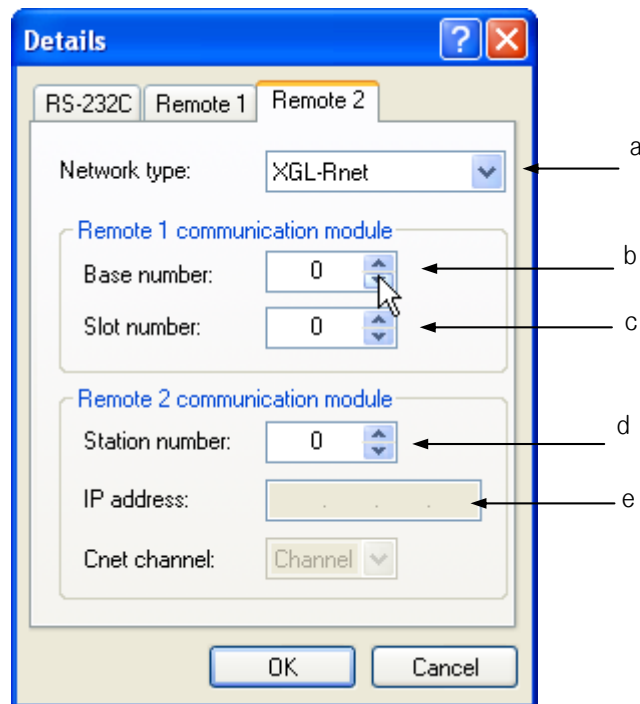 Details
RS-232C Remote 1 Remote 2
Network type: XGL-Rnet a
Remote 1 communication module
Base number: 0 b
Slot number: 0 c
Remote 2 communication module
Station number: 0 d
IP address: . . . e
Cnet channel: Channel
OK Cancel